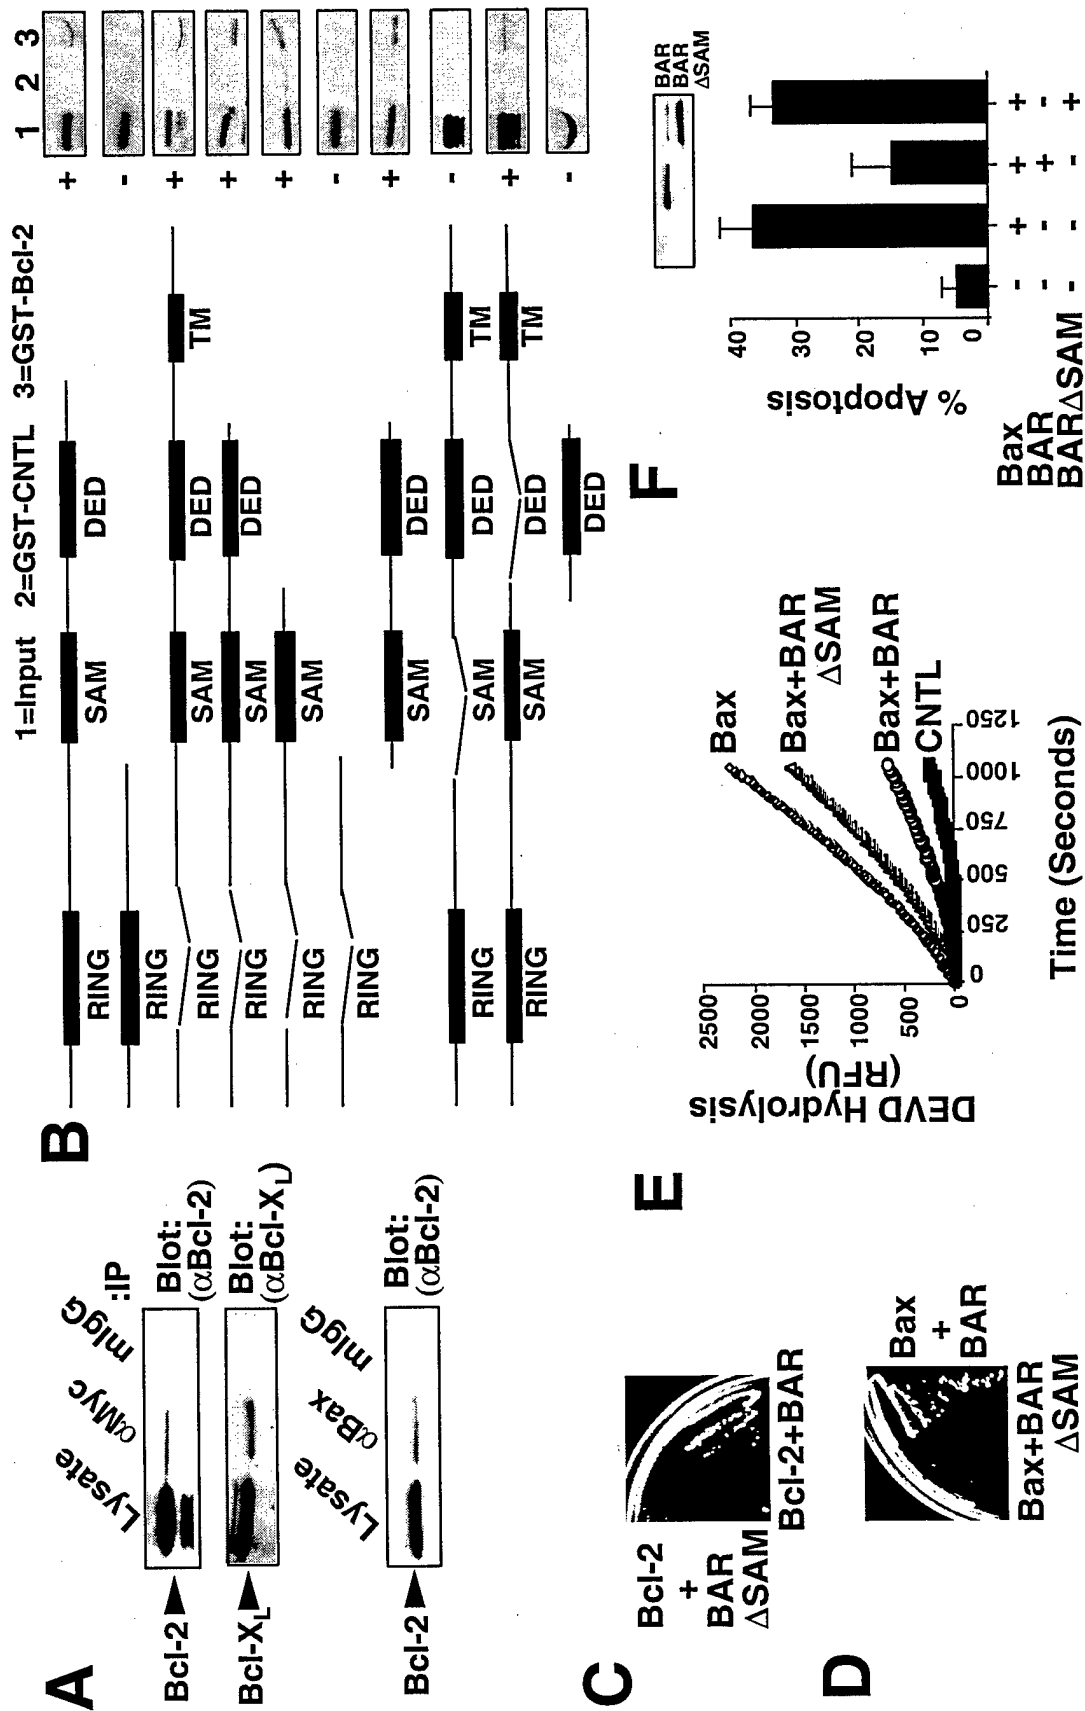 A
Lysate
αMyc
mIgG
::IP
Bcl-2
Blot:
(αBcl-2)
Bcl-XL
Blot:
(αBcl-XL)
Lysate
αBax
mIgG
Bcl-2
Blot:
(αBcl-2)
B
1=Input 2=GST-CNTL 3=GST-Bcl-2
1 2 3
RING SAM DED +
RING -
RING SAM DED TM +
RING SAM DED +
RING SAM +
RING -
SAM DED +
RING SAM DED TM -
RING SAM DED TM +
DED -
C
Bcl-2
+
BAR
ΔSAM
Bcl-2+BAR
D
Bax
+
BAR
Bax+BAR
ΔSAM
E
DEVD Hydrolysis
(RFU)
2500
2000
1500
1000
500
0
0 250 500 750 1000 1250
Time (Seconds)
Bax
Bax+BAR
ΔSAM
Bax+BAR
CNTL
F
BAR
BAR
ΔSAM
% Apoptosis
40
30
20
10
0
Bax - + + +
BAR - - + -
BARΔSAM - - - +